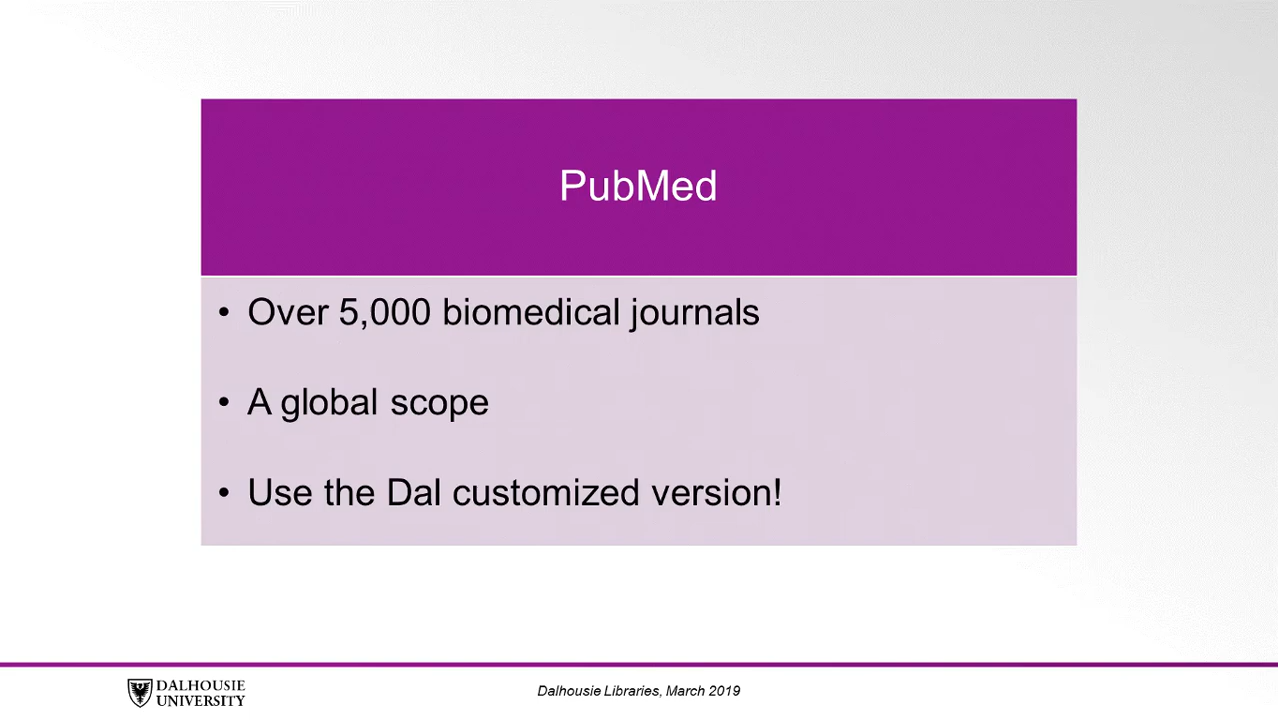 PubMed
• Over 5,000 biomedical journals
• A global scope
• Use the Dal customized version!
DALHOUSIE
UNIVERSITY
Dalhousie Libraries, March 2019